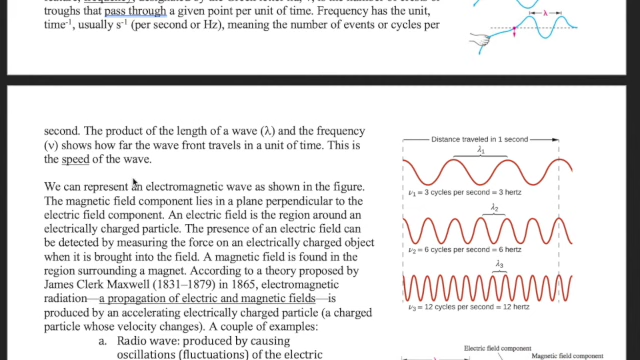 troughs that pass through a given point per unit of time. Frequency has the unit,
time⁻¹, usually s⁻¹ (per second or Hz), meaning the number of events or cycles per
λ
second. The product of the length of a wave (λ) and the frequency
(ν) shows how far the wave front travels in a unit of time. This is
the speed of the wave.
We can represent an electromagnetic wave as shown in the figure.
The magnetic field component lies in a plane perpendicular to the
electric field component. An electric field is the region around an
electrically charged particle. The presence of an electric field can
be detected by measuring the force on an electrically charged object
when it is brought into the field. A magnetic field is found in the
region surrounding a magnet. According to a theory proposed by
James Clerk Maxwell (1831–1879) in 1865, electromagnetic
radiation—a propagation of electric and magnetic fields—is
produced by an accelerating electrically charged particle (a charged
particle whose velocity changes). A couple of examples:
a. Radio wave: produced by causing
oscillations (fluctuations) of the electric
Distance traveled in 1 second
λ₁
ν₁ = 3 cycles per second = 3 hertz
λ₂
ν₂ = 6 cycles per second = 6 hertz
λ₃
ν₃ = 12 cycles per second = 12 hertz
Electric field component
Magnetic field component